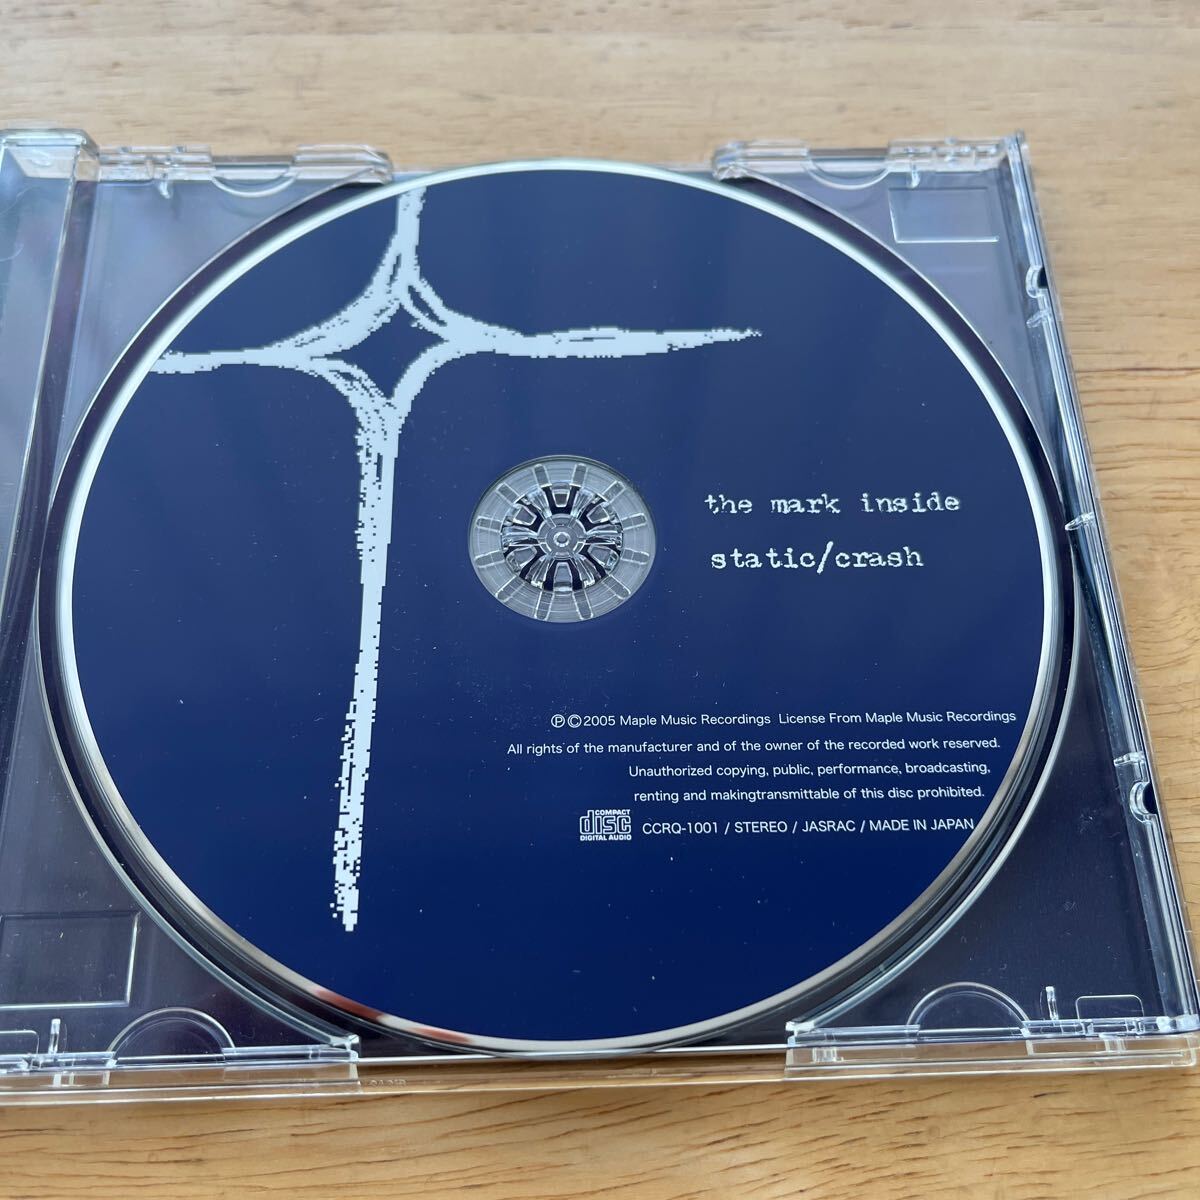 the mark inside
static/crash
Ⓟ©2005 Maple Music Recordings License From Maple Music Recordings
All rights of the manufacturer and of the owner of the recorded work reserved.
Unauthorized copying, public, performance, broadcasting,
renting and makingtransmittable of this disc prohibited.
COMPACT
disc
DIGITAL AUDIO
CCRQ-1001 / STEREO / JASRAC / MADE IN JAPAN